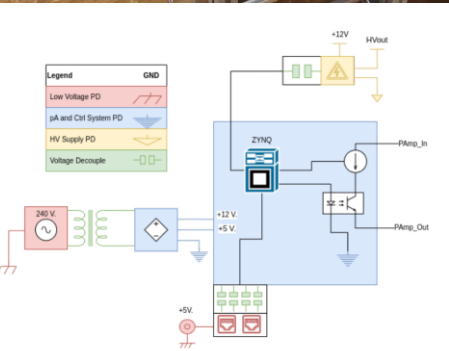 +12V
HVout
Legend GND
Low Voltage PD
pA and Ctrl System PD
HV Supply PD
Voltage Decouple
ZYNQ
PAmp_In
240 V.
+12 V.
+5 V.
PAmp_Out
+5V.